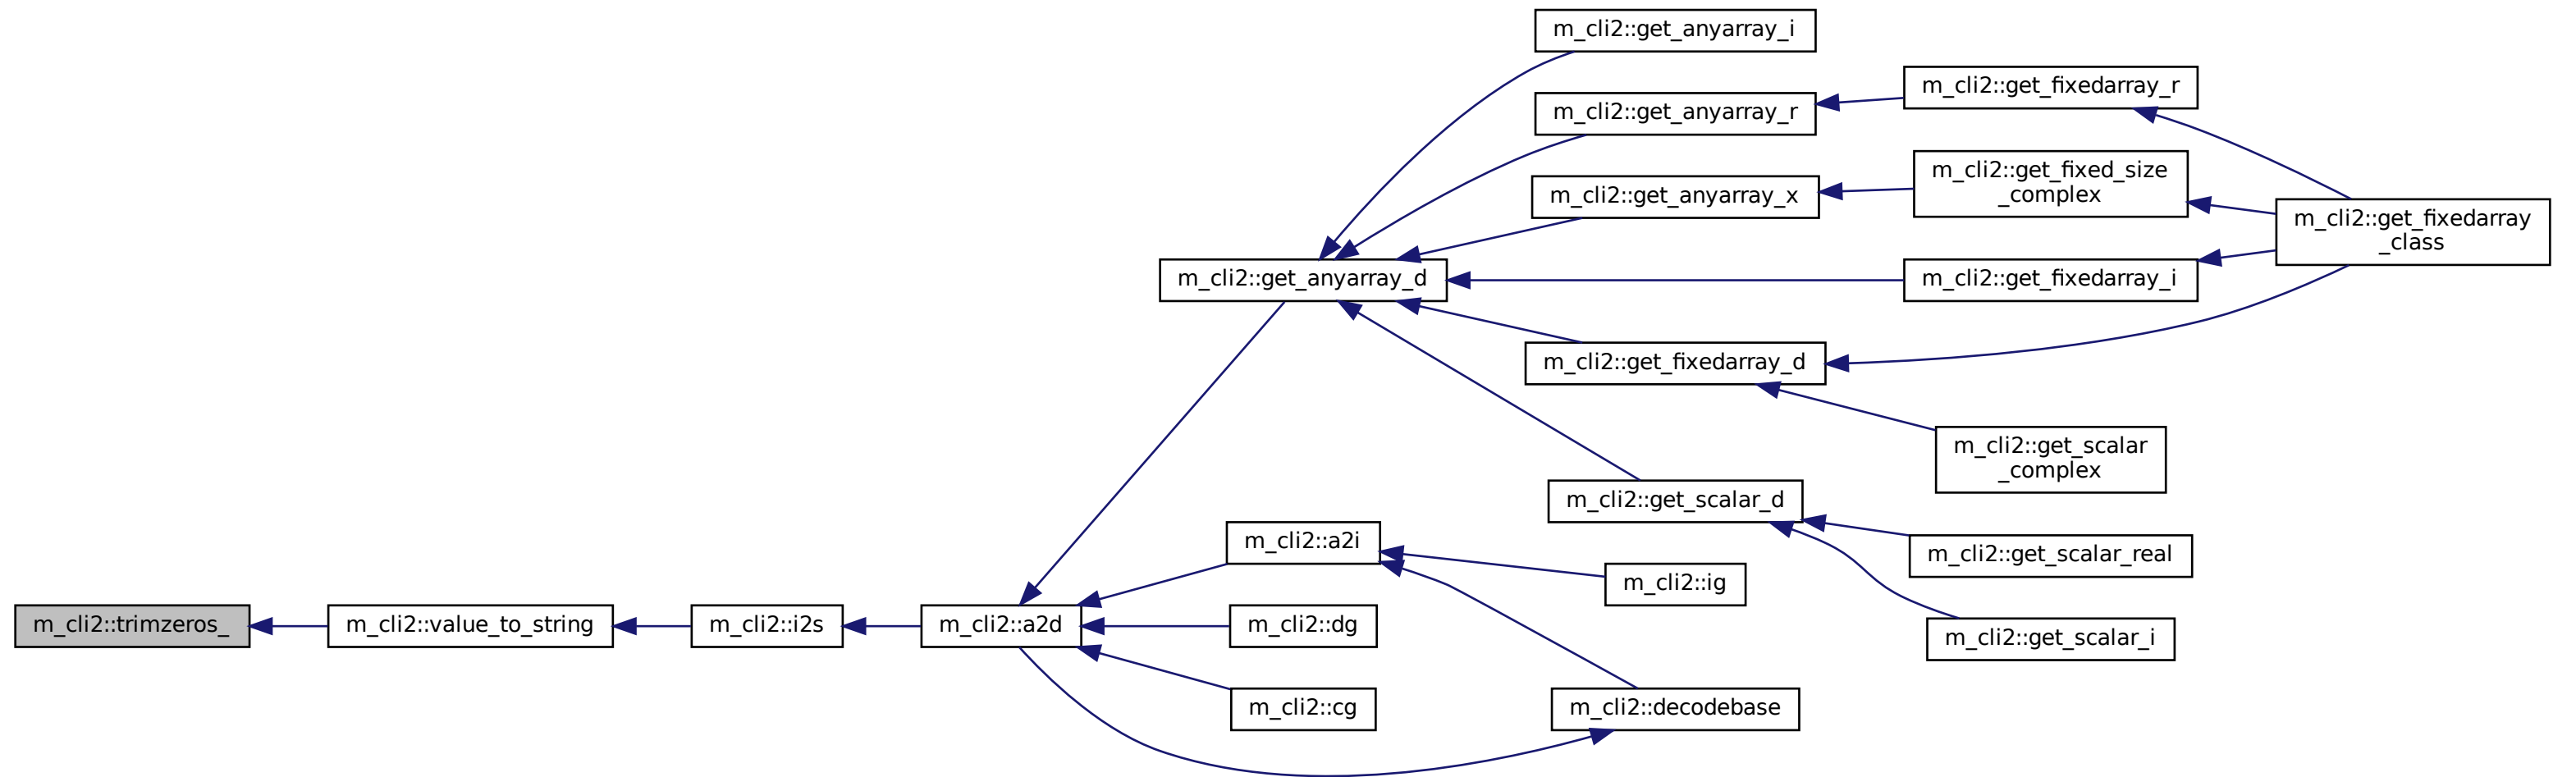 m_cli2::get_anyarray_i
m_cli2::get_fixedarray_r
m_cli2::get_anyarray_r
m_cli2::get_fixed_size
_complex
m_cli2::get_anyarray_x
m_cli2::get_fixedarray
_class
m_cli2::get_anyarray_d
m_cli2::get_fixedarray_i
m_cli2::get_fixedarray_d
m_cli2::get_scalar
_complex
m_cli2::get_scalar_d
m_cli2::a2i
m_cli2::get_scalar_real
m_cli2::ig
m_cli2::trimzeros_
m_cli2::value_to_string
m_cli2::i2s
m_cli2::a2d
m_cli2::dg
m_cli2::get_scalar_i
m_cli2::cg
m_cli2::decodebase